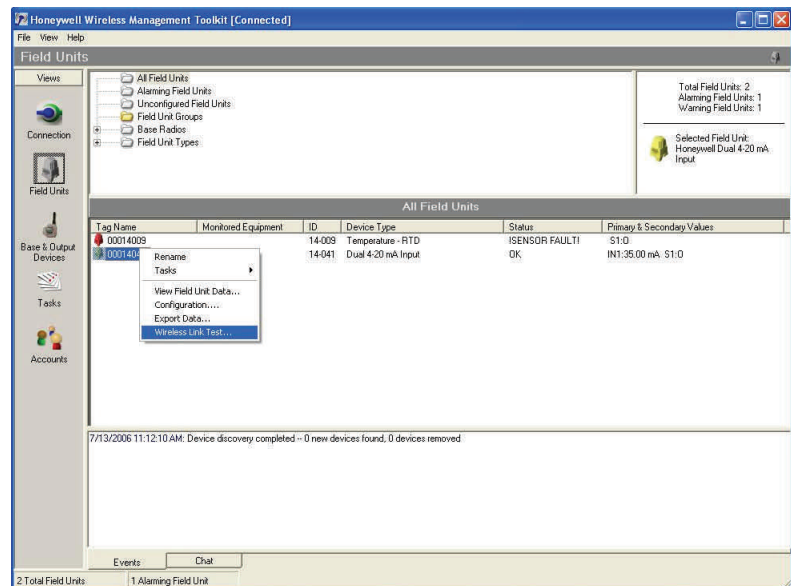 Honeywell Wireless Management Toolkit [Connected]
File View Help
Field Units
Views
Connection
Field Units
Base & Output
Devices
Tasks
Accounts
All Field Units
Alarming Field Units
Unconfigured Field Units
Field Unit Groups
Base Radios
Field Unit Types
Total Field Units: 2
Alarming Field Units: 1
Warning Field Units: 1
Selected Field Unit:
Honeywell Dual 4-20 mA
Input
All Field Units
Tag Name Monitored Equipment ID Device Type Status Primary & Secondary Values
00014009 14-009 Temperature - RTD !SENSOR FAULT! S1:0
0001404 14-041 Dual 4-20 mA Input OK IN1:35.00 mA S1:0
Rename
Tasks
View Field Unit Data...
Configuration....
Export Data...
Wireless Link Test...
7/13/2006 11:12:10 AM: Device discovery completed -- 0 new devices found, 0 devices removed
Events Chat
2 Total Field Units 1 Alarming Field Unit